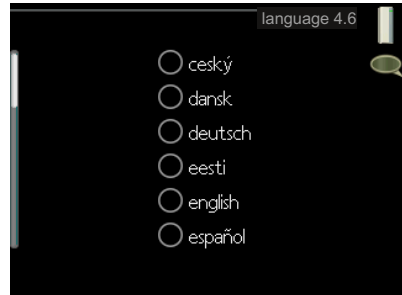 language 4.6
ceský
dansk
deutsch
eesti
english
español